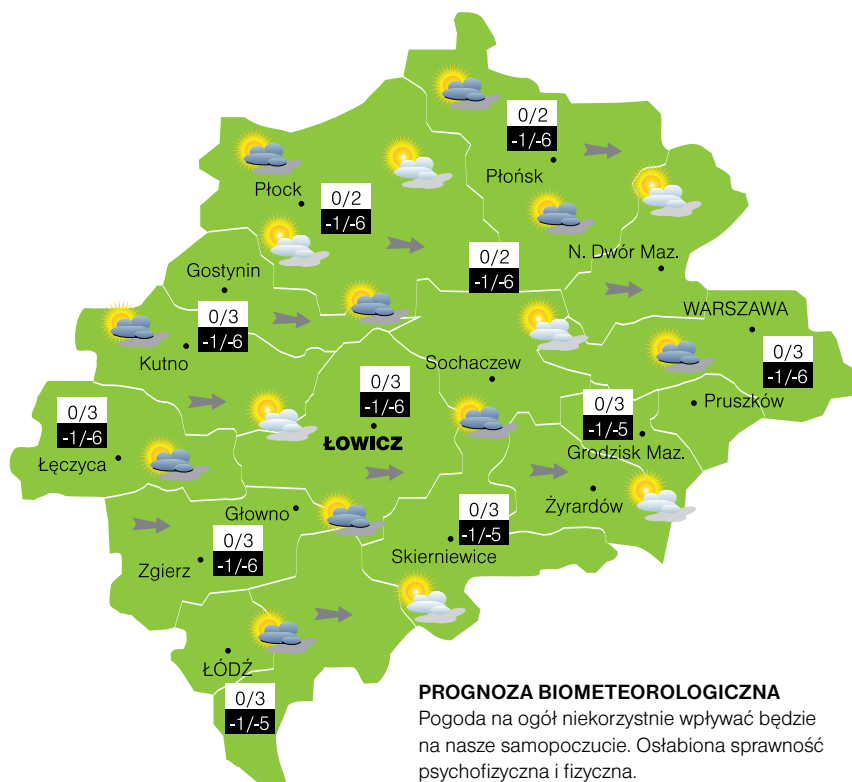 0/2
-1/-6
Płońsk
Płock
0/2
-1/-6
0/2
-1/-6
N. Dwór Maz.
Gostynin
0/3
-1/-6
Kutno
WARSZAWA
0/3
-1/-6
Sochaczew
0/3
-1/-6
ŁOWICZ
Pruszków
0/3
-1/-5
Grodzisk Maz.
0/3
-1/-6
Łęczyca
Żyrardów
Głowno
0/3
-1/-5
Skierniewice
0/3
-1/-6
Zgierz
ŁÓDŹ
0/3
-1/-5
PROGNOZA BIOMETEOROLOGICZNA
Pogoda na ogół niekorzystnie wpływać będzie
na nasze samopoczucie. Osłabiona sprawność
psychofizyczna i fizyczna.